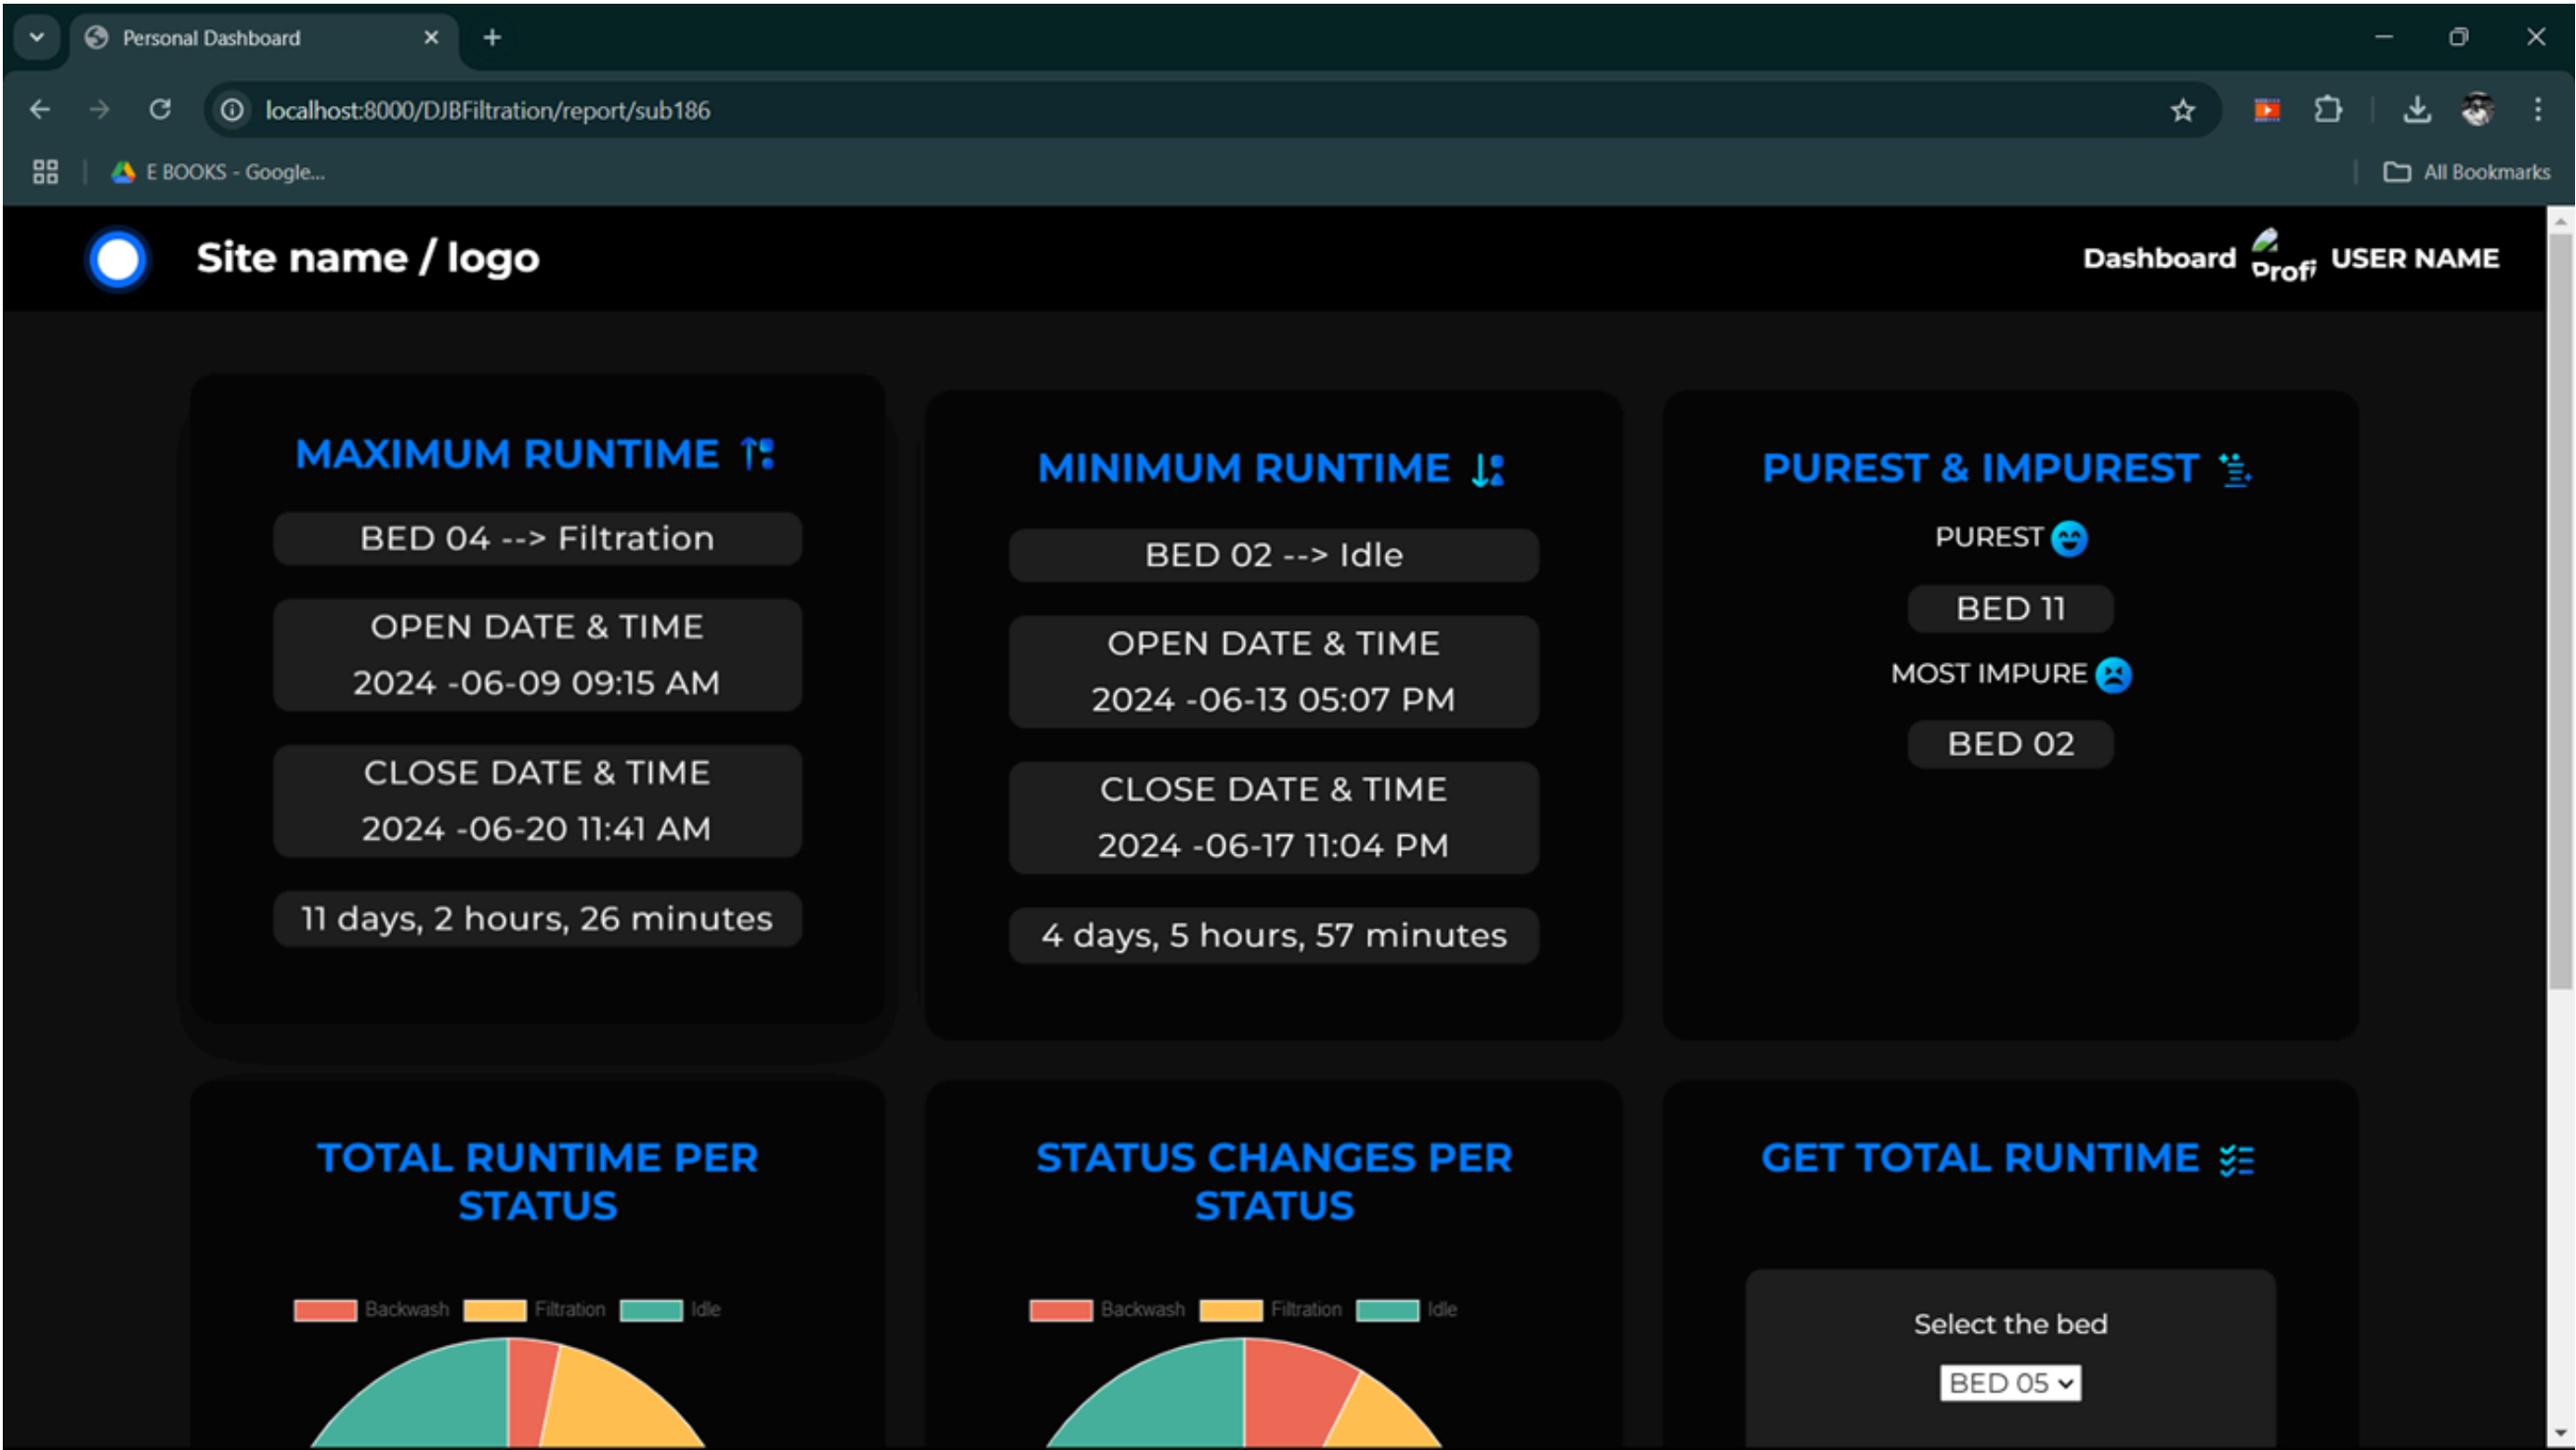 Personal Dashboard
localhost:8000/DJBFiltration/report/sub186
E BOOKS - Google...
All Bookmarks
Site name / logo
Dashboard
Profi
USER NAME
MAXIMUM RUNTIME
BED 04 --> Filtration
OPEN DATE & TIME
2024 -06-09 09:15 AM
CLOSE DATE & TIME
2024 -06-20 11:41 AM
11 days, 2 hours, 26 minutes
MINIMUM RUNTIME
BED 02 --> Idle
OPEN DATE & TIME
2024 -06-13 05:07 PM
CLOSE DATE & TIME
2024 -06-17 11:04 PM
4 days, 5 hours, 57 minutes
PUREST & IMPUREST
PUREST
BED 11
MOST IMPURE
BED 02
TOTAL RUNTIME PER
STATUS
Backwash Filtration Idle
STATUS CHANGES PER
STATUS
Backwash Filtration Idle
GET TOTAL RUNTIME
Select the bed
BED 05